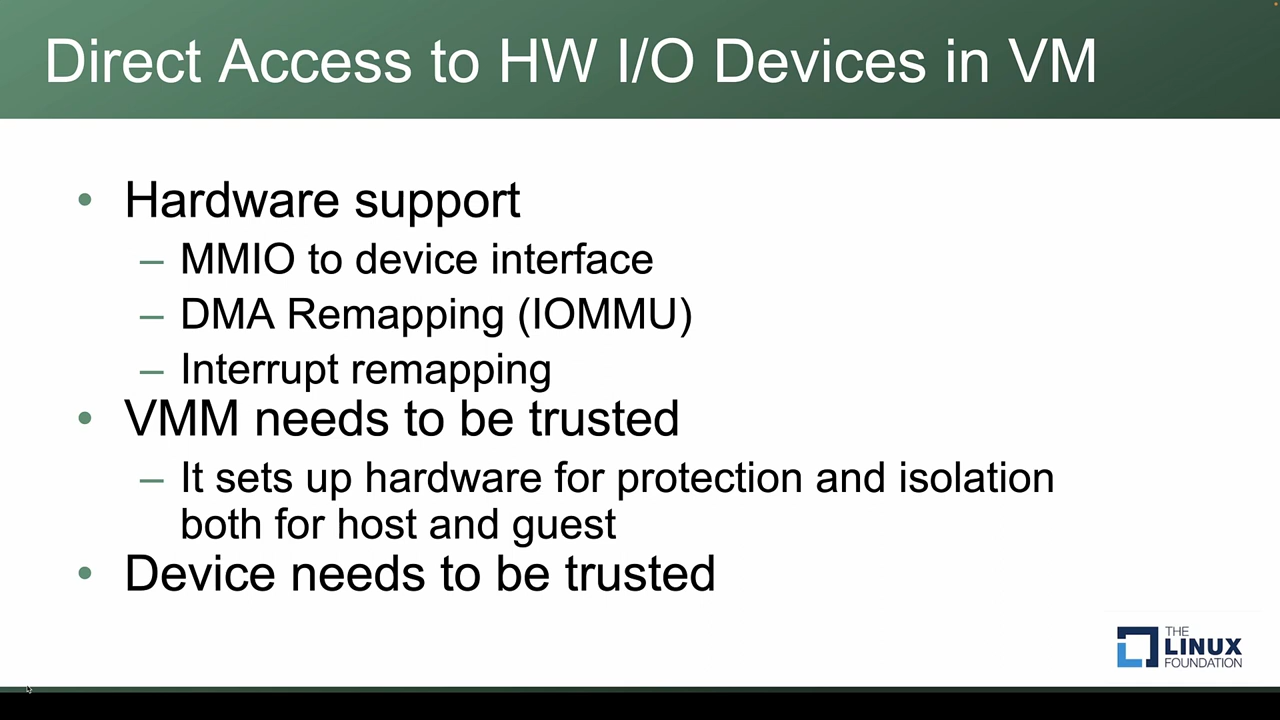 Direct Access to HW I/O Devices in VM
• Hardware support
– MMIO to device interface
– DMA Remapping (IOMMU)
– Interrupt remapping
• VMM needs to be trusted
– It sets up hardware for protection and isolation
both for host and guest
• Device needs to be trusted
THE
LINUX
FOUNDATION